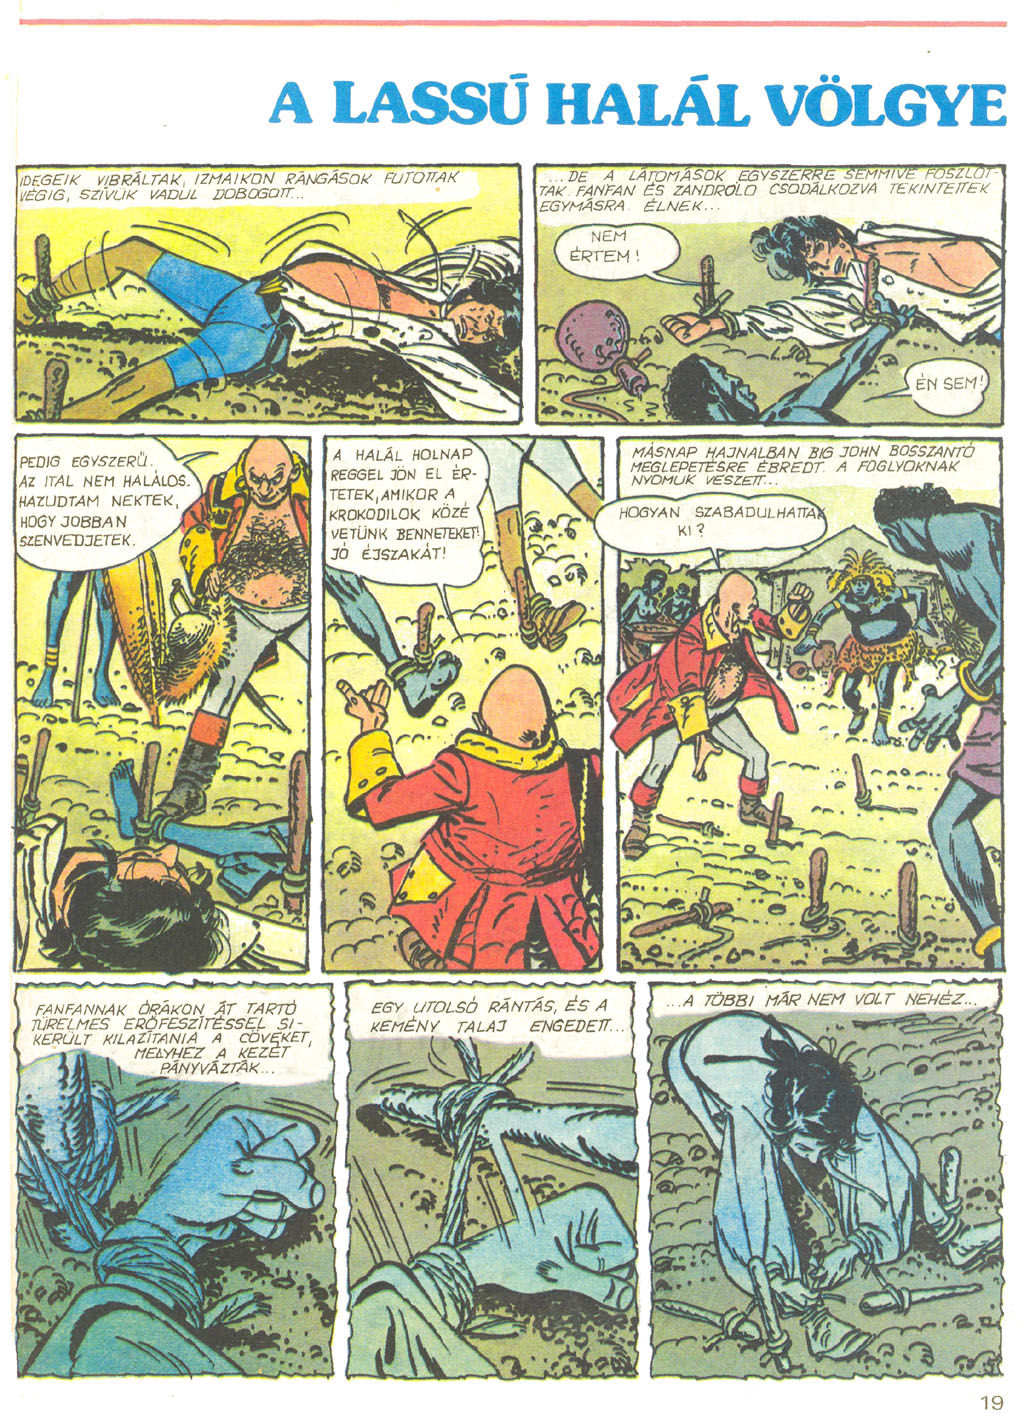 A LASSÚ HALÁL VÖLGYE
IDEGEIK VIBRÁLTAK, IZMAIKON RÁNGÁSOK FUTOTTAK
VÉGIG, SZÍVÜK VADUL DOBOGOTT...
...DE A LÁTOMÁSOK EGYSZERRE SEMMIVÉ FOSZLOT-
TAK. FANFAN ÉS ZANDROLO CSODÁLKOZVA TEKINTETTEK
EGYMÁSRA. ÉLNEK...
NEM
ÉRTEM!
ÉN SEM!
PEDIG EGYSZERŰ.
AZ ITAL NEM HALÁLOS.
HAZUDTAM NEKTEK,
HOGY JOBBAN
SZENVEDJETEK.
A HALÁL HOLNAP
REGGEL JÖN EL ÉR-
TETEK, AMIKOR A
KROKODILOK KÖZÉ
VETÜNK BENNETEKET!
JÓ ÉJSZAKÁT!
MÁSNAP HAJNALBAN BIG JOHN BOSSZANTÓ
MEGLEPETÉSRE ÉBREDT. A FOGLYOKNAK
NYOMUK VESZETT...
HOGYAN SZABADULHATTAK
KI?
FANFANNAK ÓRÁKON ÁT TARTÓ
TÜRELMES ERŐFESZÍTÉSSEL SI-
KERÜLT KILAZÍTANIA A CÖVEKET,
MELYHEZ A KEZÉT
PÁNYVÁZTÁK...
EGY UTOLSÓ RÁNTÁS, ÉS A
KEMÉNY TALAJ ENGEDETT...
...A TÖBBI MÁR NEM VOLT NEHÉZ...
19